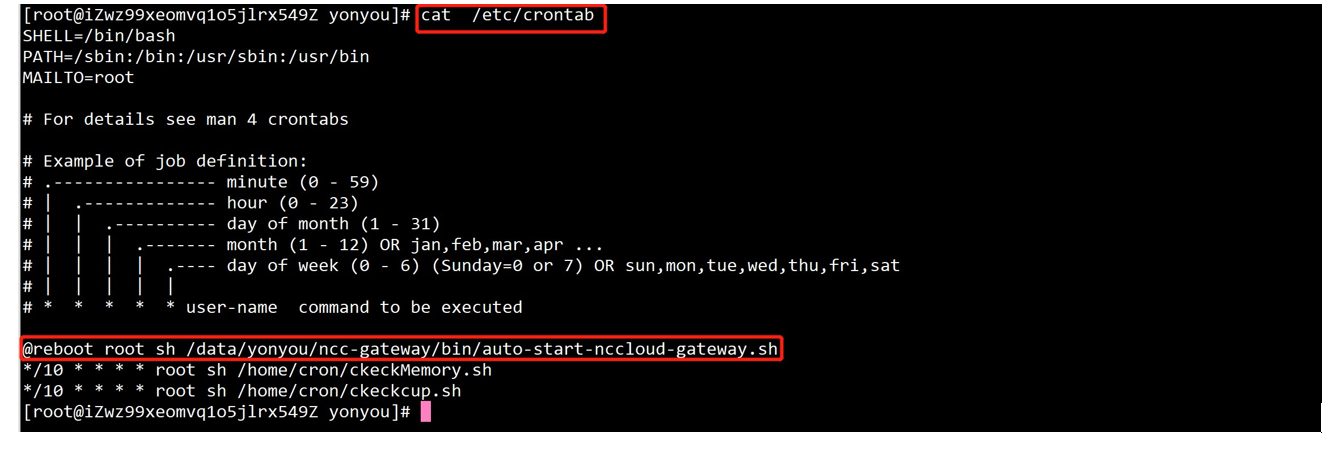 [root@iZwz99xeomvq1o5jlrx549Z yonyou]# cat  /etc/crontab
SHELL=/bin/bash
PATH=/sbin:/bin:/usr/sbin:/usr/bin
MAILTO=root
# For details see man 4 crontabs
# Example of job definition:
# .---------------- minute (0 - 59)
# |  .------------- hour (0 - 23)
# |  |  .---------- day of month (1 - 31)
# |  |  |  .------- month (1 - 12) OR jan,feb,mar,apr ...
# |  |  |  |  .---- day of week (0 - 6) (Sunday=0 or 7) OR sun,mon,tue,wed,thu,fri,sat
# |  |  |  |  |
# *  *  *  *  * user-name  command to be executed
@reboot root sh /data/yonyou/ncc-gateway/bin/auto-start-nccloud-gateway.sh
*/10 * * * * root sh /home/cron/ckeckMemory.sh
*/10 * * * * root sh /home/cron/ckeckcup.sh
[root@iZwz99xeomvq1o5jlrx549Z yonyou]#